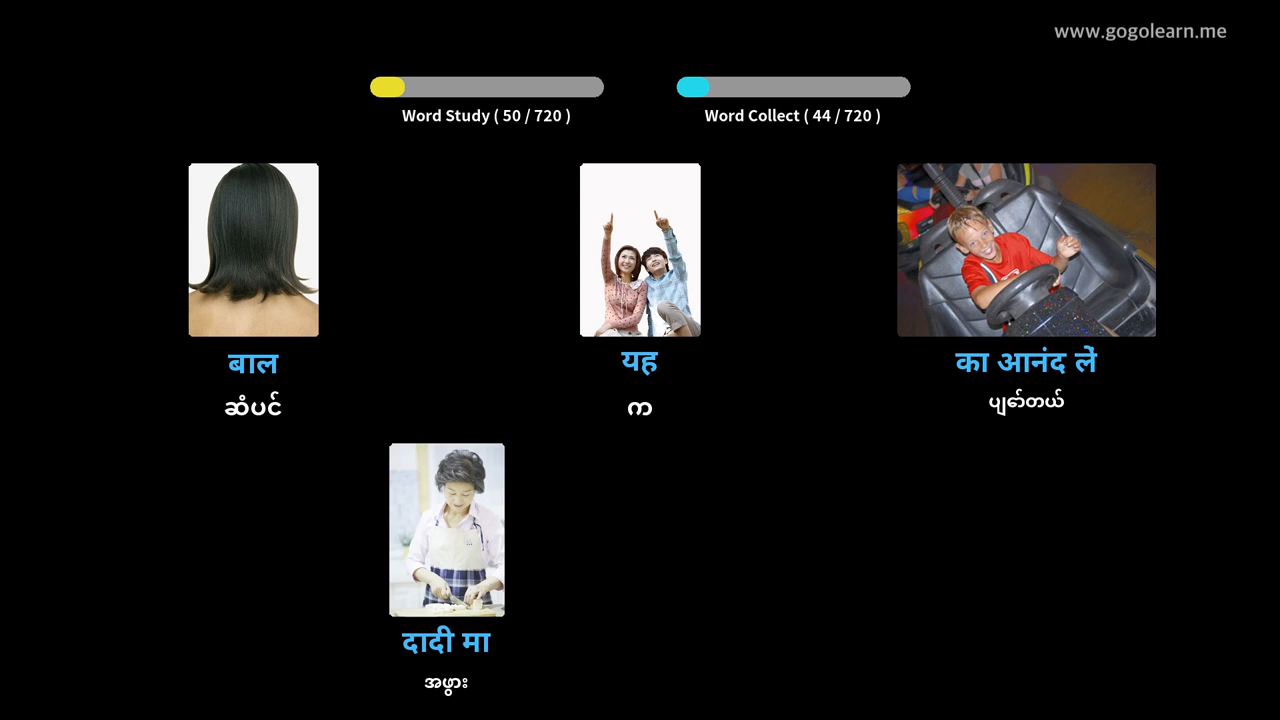 www.gogolearn.me
Word Study ( 50 / 720 )
Word Collect ( 44 / 720 )
बाल
ဆံပင်
यह
က
का आनंद लें
ပျော်တယ်
दादी मा
အဖွား